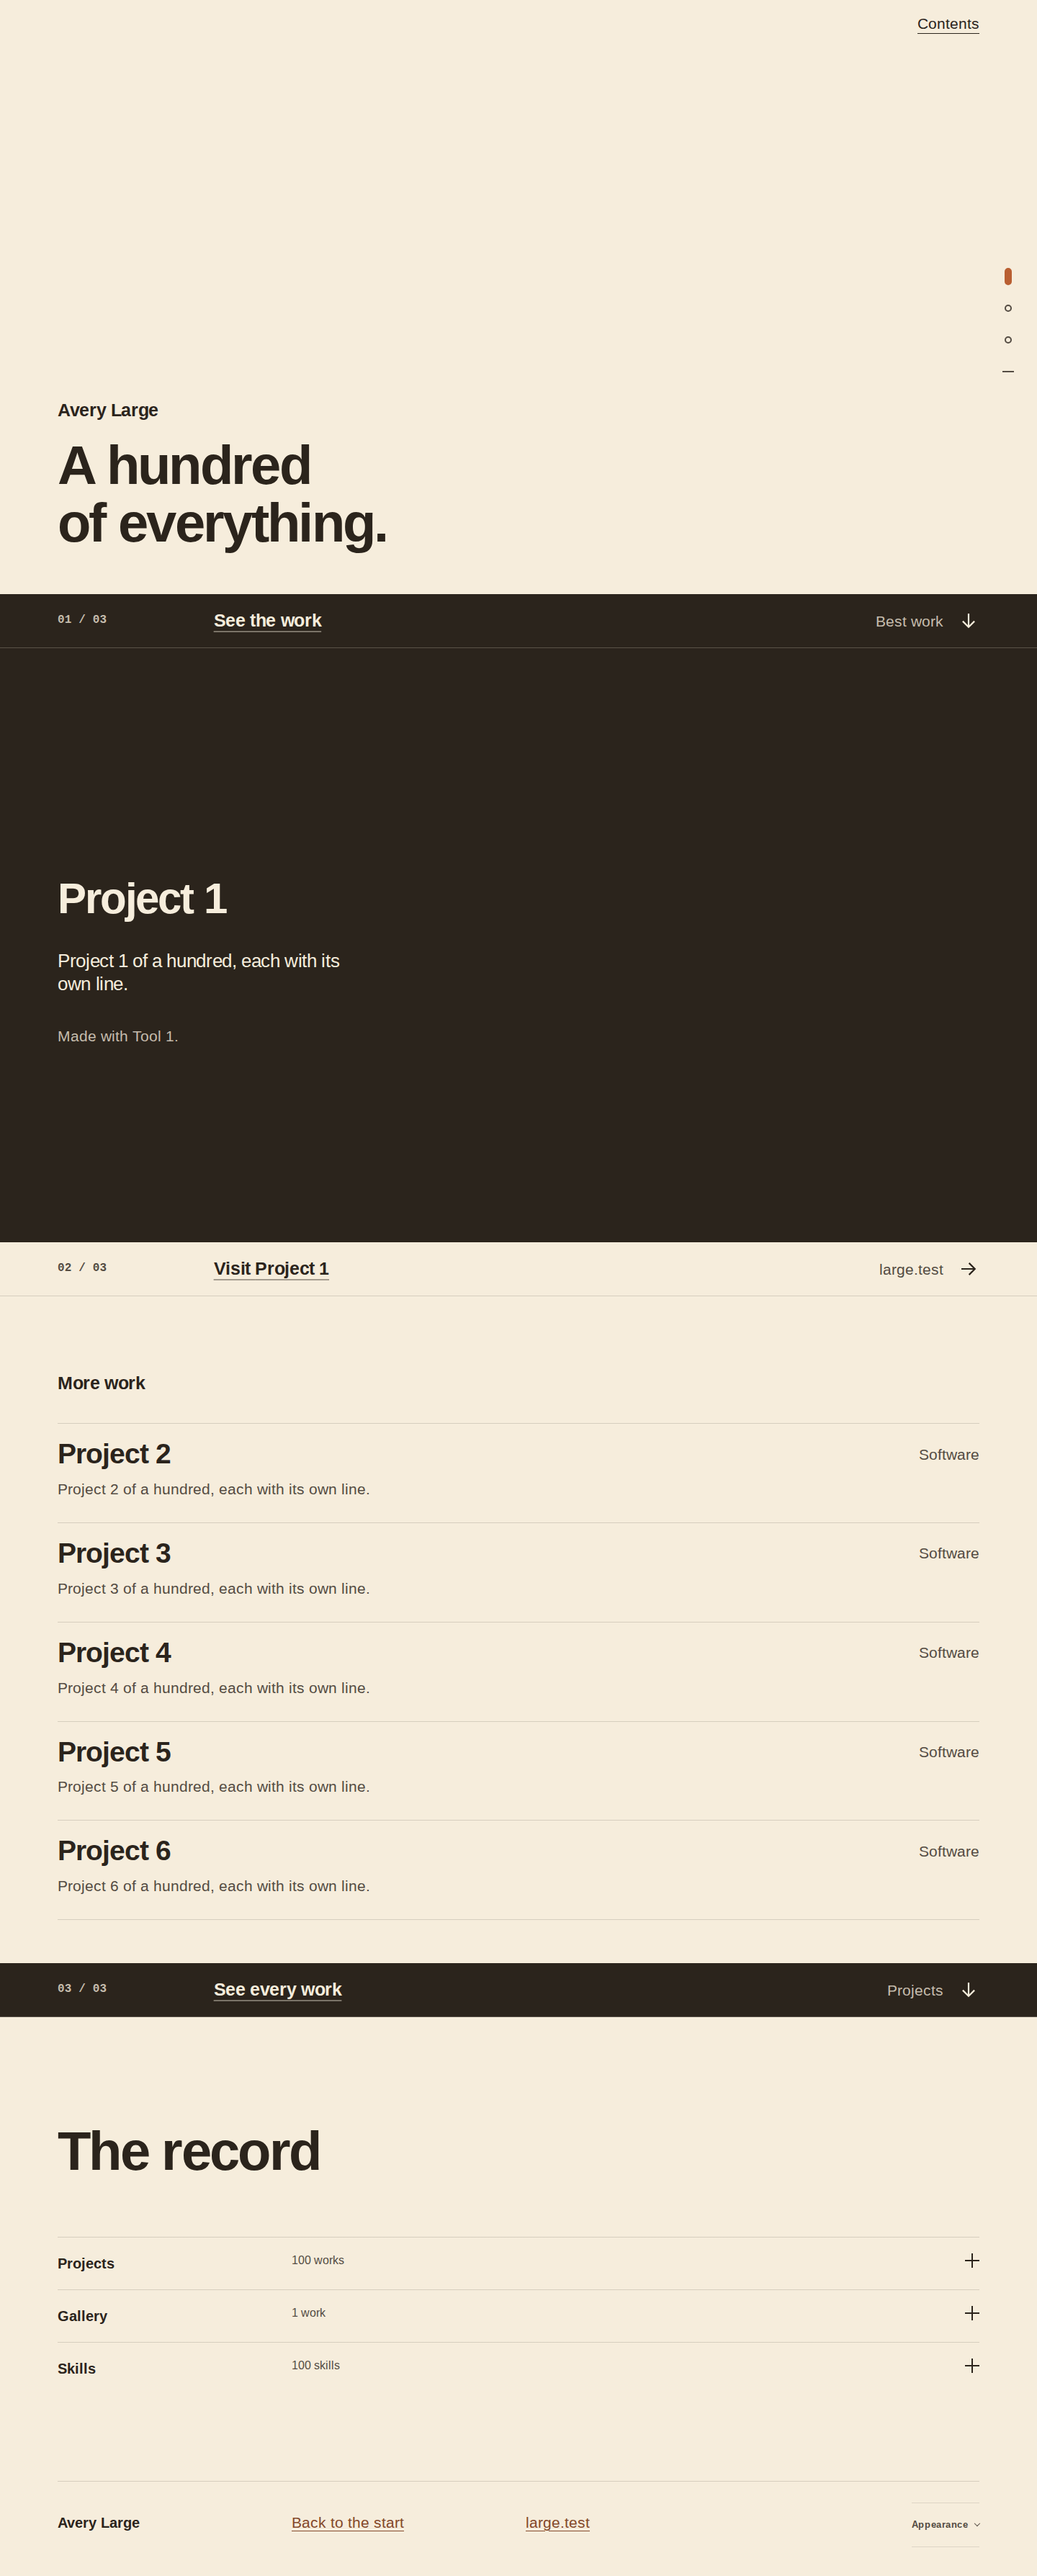 Contents
Avery Large
A hundred
of everything.
01 / 03
See the work
Best work
Project 1
Project 1 of a hundred, each with its
own line.
Made with Tool 1.
02 / 03
Visit Project 1
large.test
More work
Project 2
Software
Project 2 of a hundred, each with its own line.
Project 3
Software
Project 3 of a hundred, each with its own line.
Project 4
Software
Project 4 of a hundred, each with its own line.
Project 5
Software
Project 5 of a hundred, each with its own line.
Project 6
Software
Project 6 of a hundred, each with its own line.
03 / 03
See every work
Projects
The record
Projects
100 works
Gallery
1 work
Skills
100 skills
Avery Large
Back to the start
large.test
Appearance